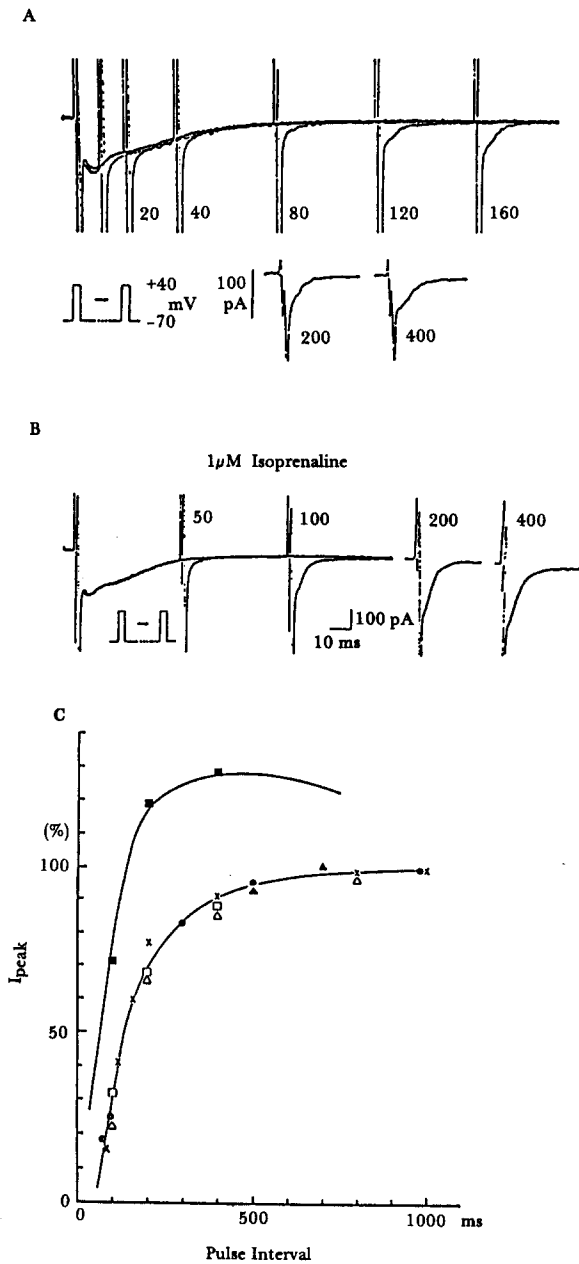 A
20 40 80 120 160
+40
mV
-70
100
pA
200 400
B
1µM Isoprenaline
50 100 200 400
100 pA
10 ms
C
(%)
100
50
0
Ipeak
0 500 1000 ms
Pulse Interval